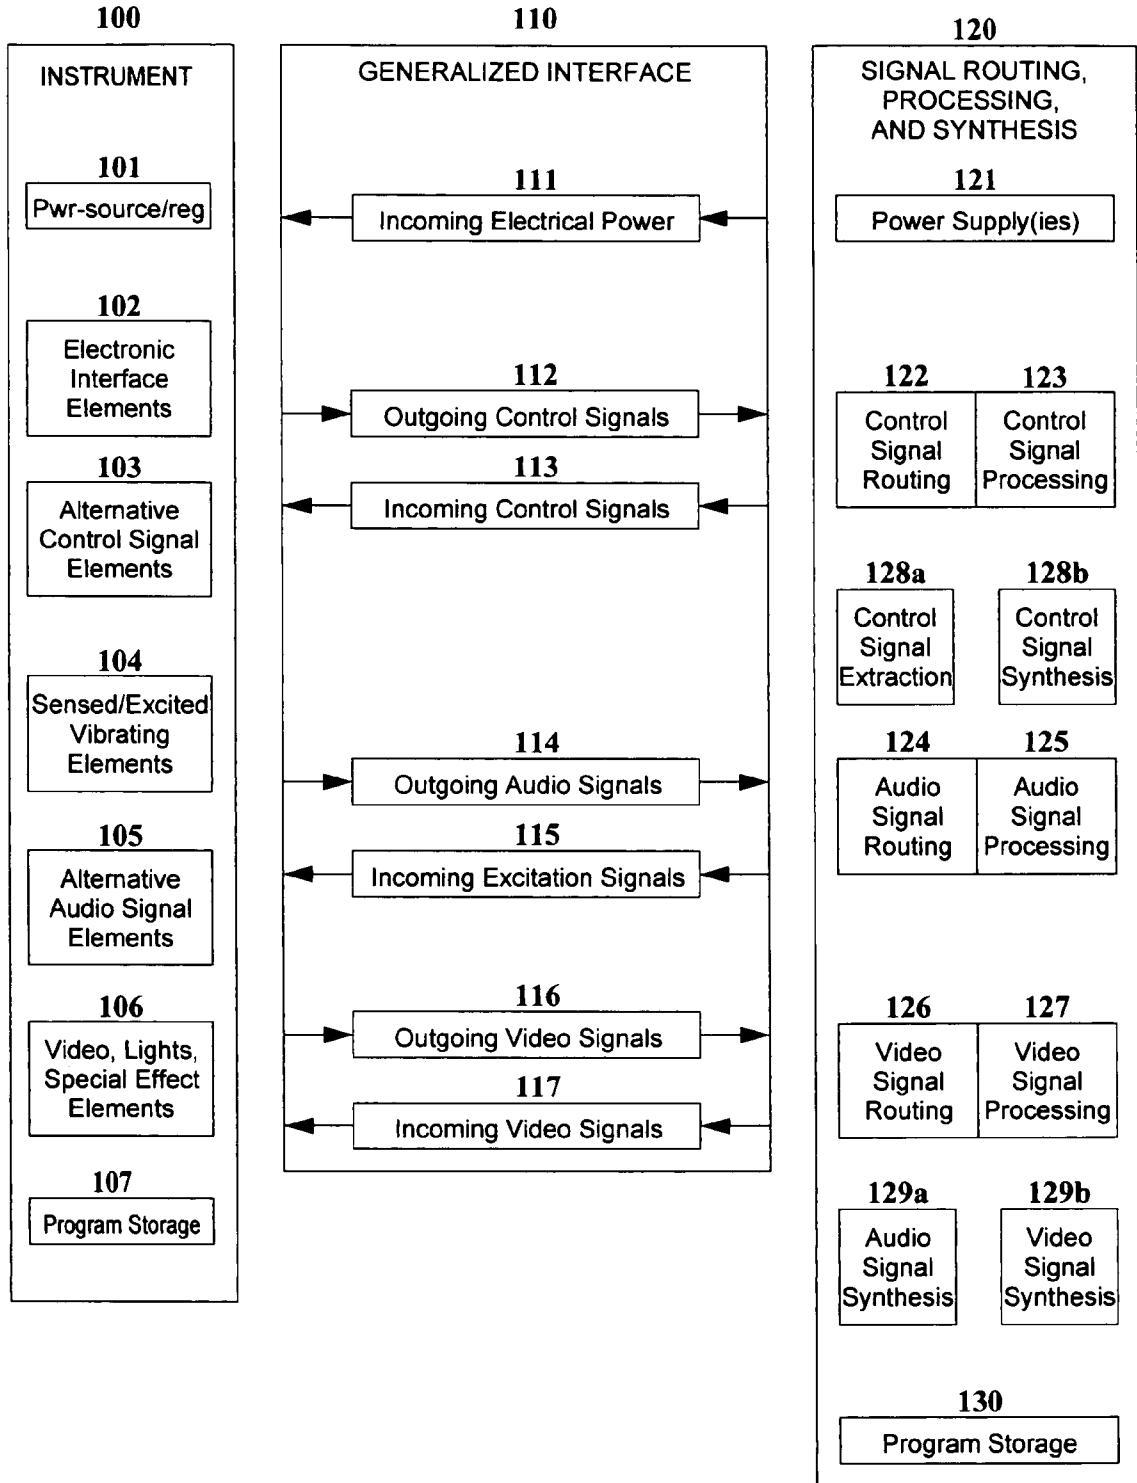 100
INSTRUMENT
101
Pwr-source/reg
102
Electronic
Interface
Elements
103
Alternative
Control Signal
Elements
104
Sensed/Excited
Vibrating
Elements
105
Alternative
Audio Signal
Elements
106
Video, Lights,
Special Effect
Elements
107
Program Storage
110
GENERALIZED INTERFACE
111
Incoming Electrical Power
112
Outgoing Control Signals
113
Incoming Control Signals
114
Outgoing Audio Signals
115
Incoming Excitation Signals
116
Outgoing Video Signals
117
Incoming Video Signals
120
SIGNAL ROUTING,
PROCESSING,
AND SYNTHESIS
121
Power Supply(ies)
122
Control
Signal
Routing
123
Control
Signal
Processing
128a
Control
Signal
Extraction
128b
Control
Signal
Synthesis
124
Audio
Signal
Routing
125
Audio
Signal
Processing
126
Video
Signal
Routing
127
Video
Signal
Processing
129a
Audio
Signal
Synthesis
129b
Video
Signal
Synthesis
130
Program Storage